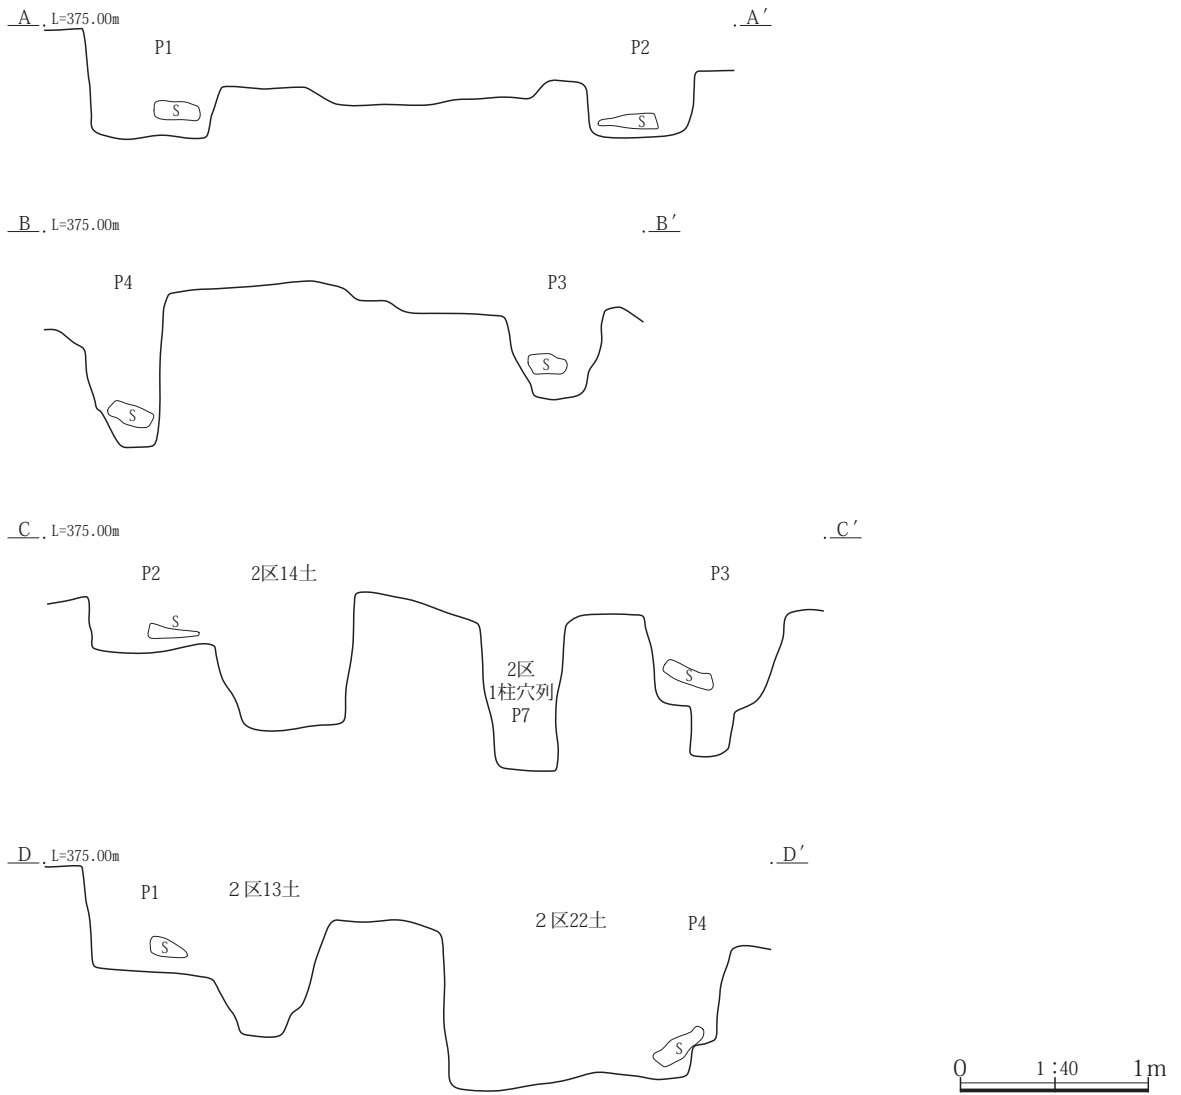 A L=375.00m A′
P1 P2
S S
B L=375.00m B′
P4 P3
S S
C L=375.00m C′
P2 2区14土 P3
S
2区
1柱穴列
P7
S
D L=375.00m D′
P1 2区13土
2区22土 P4
S
S
0 1:40 1m